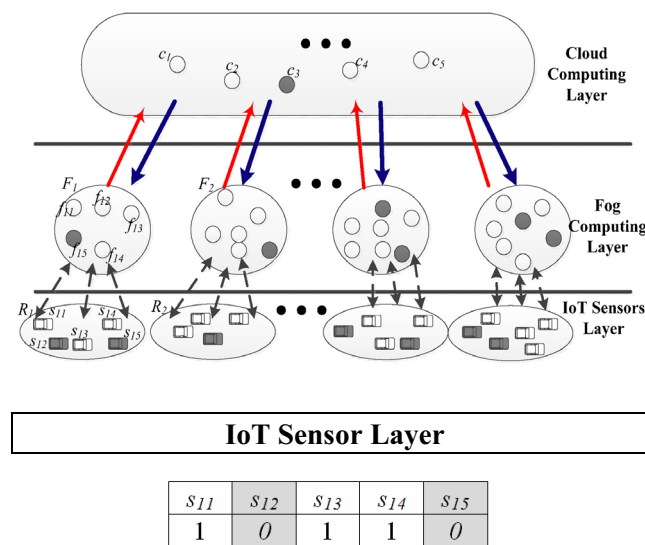 • • •
c1 c2 c3 c4 c5
Cloud
Computing
Layer
F1 F2 • • •
f11 f12 f13
f15 f14
Fog
Computing
Layer
R1 s11 s14 R2 • • •
s12 s13 s15
IoT Sensors
Layer
IoT Sensor Layer
s11 s12 s13 s14 s15
1 0 1 1 0